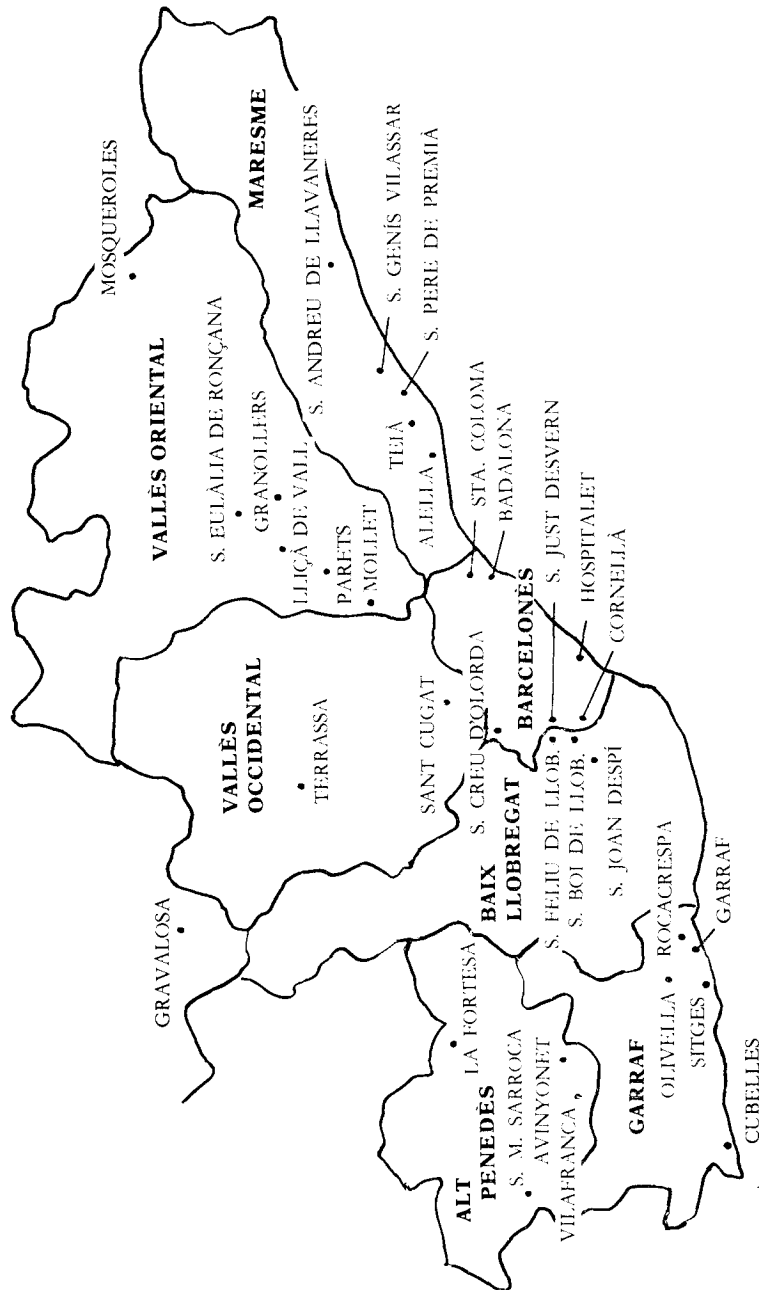 MOSQUEROLES
MARESME
VALLÈS ORIENTAL
S. EULÀLIA DE RONÇANA
GRANOLLERS
LLIÇÀ DE VALL
PARETS
MOLLET
S. ANDREU DE LLAVANERES
S. GENÍS VILASSAR
S. PERE DE PREMIÀ
TEIÀ
ALELLA
STA. COLOMA
BADALONA
VALLÈS
OCCIDENTAL
TERRASSA
SANT CUGAT
S. CREU D'OLORDA
BARCELONÈS
S. JUST DESVERN
HOSPITALET
CORNELLÀ
GRAVALOSA
BAIX
LLOBREGAT
S. FELIU DE LLOB.
S. BOI DE LLOB.
S. JOAN DESPÍ
ALT
PENEDÈS
LA FORTESA
S. M. SARROCA
AVINYONET
VILAFRANCA
GARRAF
OLIVELLA
ROCACRESPA
SITGES
GARRAF
CUBELLES